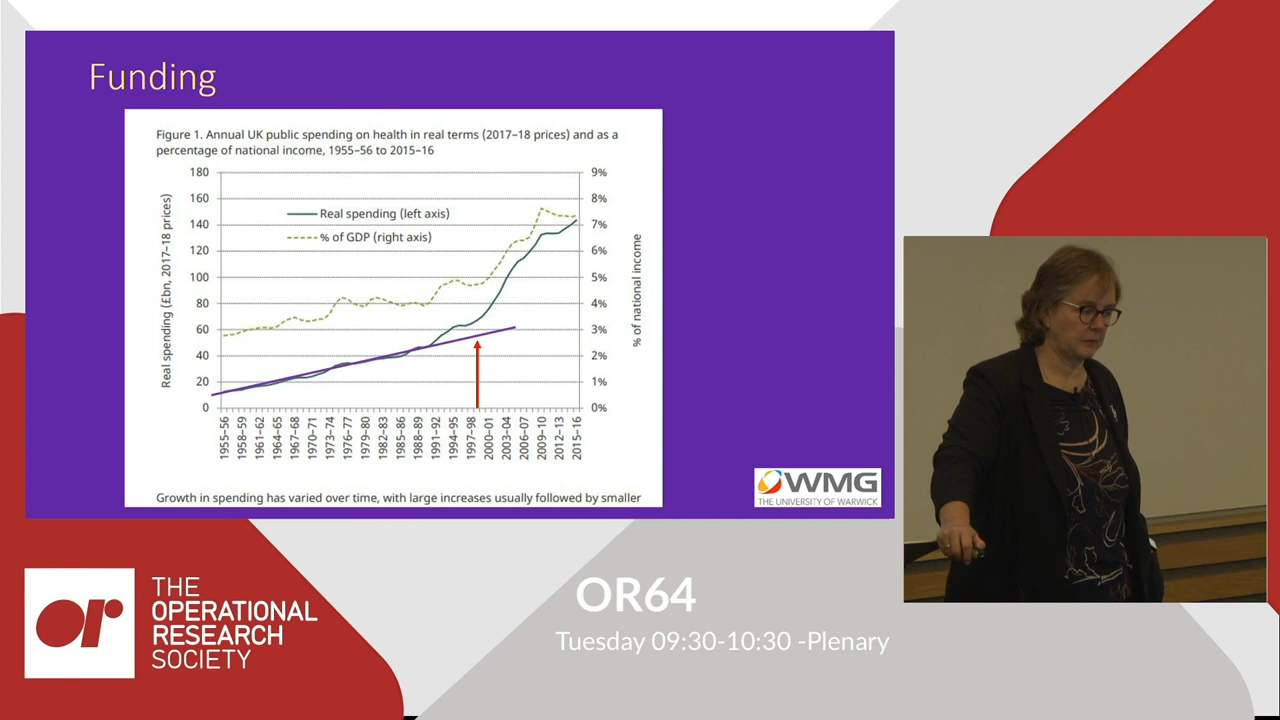 Funding
Figure 1. Annual UK public spending on health in real terms (2017–18 prices) and as a
percentage of national income, 1955–56 to 2015–16
Real spending (£bn, 2017–18 prices)
180
160
140
120
100
80
60
40
20
0
Real spending (left axis)
% of GDP (right axis)
9%
8%
7%
6%
5%
4%
3%
2%
1%
0%
% of national income
1955–56
1958–59
1961–62
1964–65
1967–68
1970–71
1973–74
1976–77
1979–80
1982–83
1985–86
1988–89
1991–92
1994–95
1997–98
2000–01
2003–04
2006–07
2009–10
2012–13
2015–16
Growth in spending has varied over time, with large increases usually followed by smaller
WMG
THE UNIVERSITY OF WARWICK
or
THE
OPERATIONAL
RESEARCH
SOCIETY
OR64
Tuesday 09:30-10:30 -Plenary